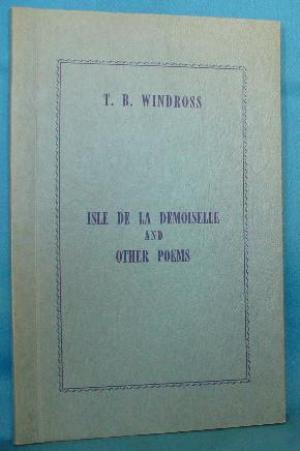 T. R. WINDROSS
ISLE DE LA DEMOISELLE
AND
OTHER POEMS